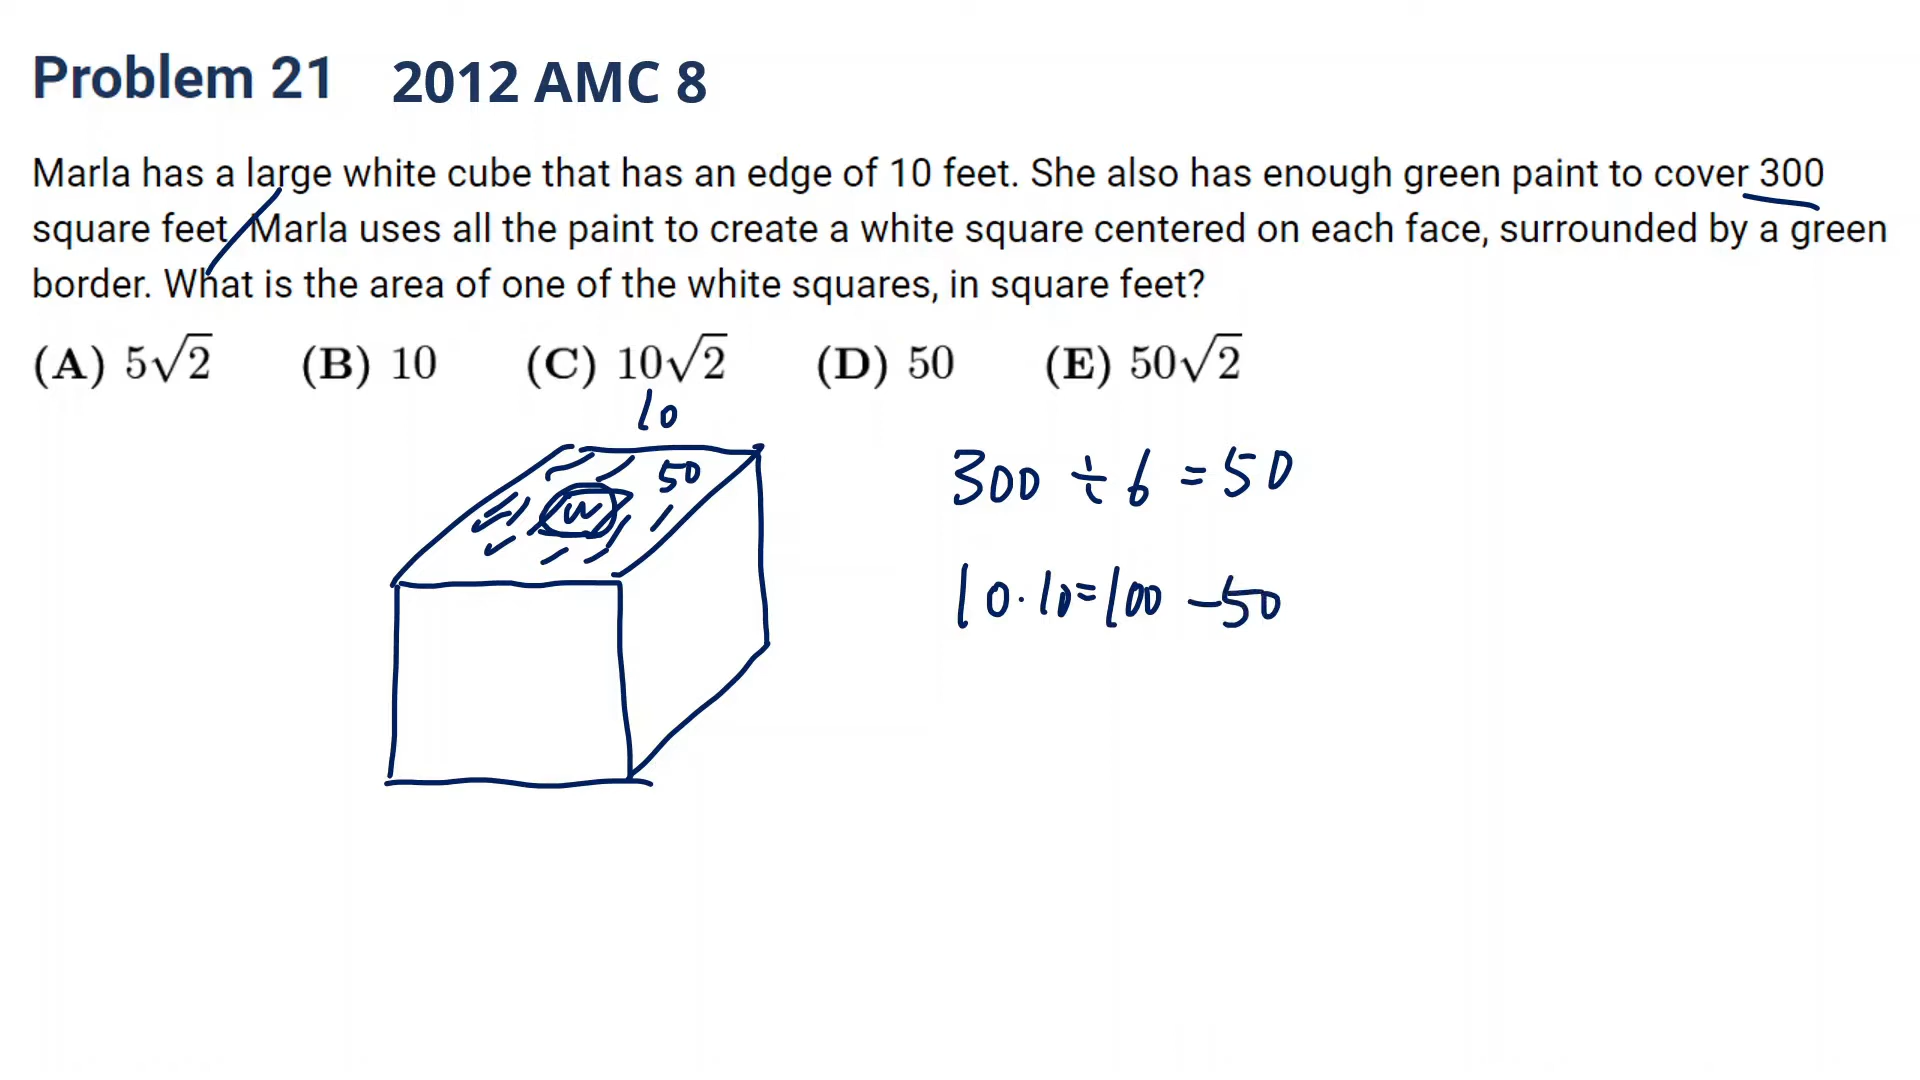 Problem 21 2012 AMC 8
Marla has a large white cube that has an edge of 10 feet. She also has enough green paint to cover 300
square feet. Marla uses all the paint to create a white square centered on each face, surrounded by a green
border. What is the area of one of the white squares, in square feet?
(A) 5√2 (B) 10 (C) 10√2 (D) 50 (E) 50√2
10
50
W
300 ÷ 6 = 50
10·10=100 -50